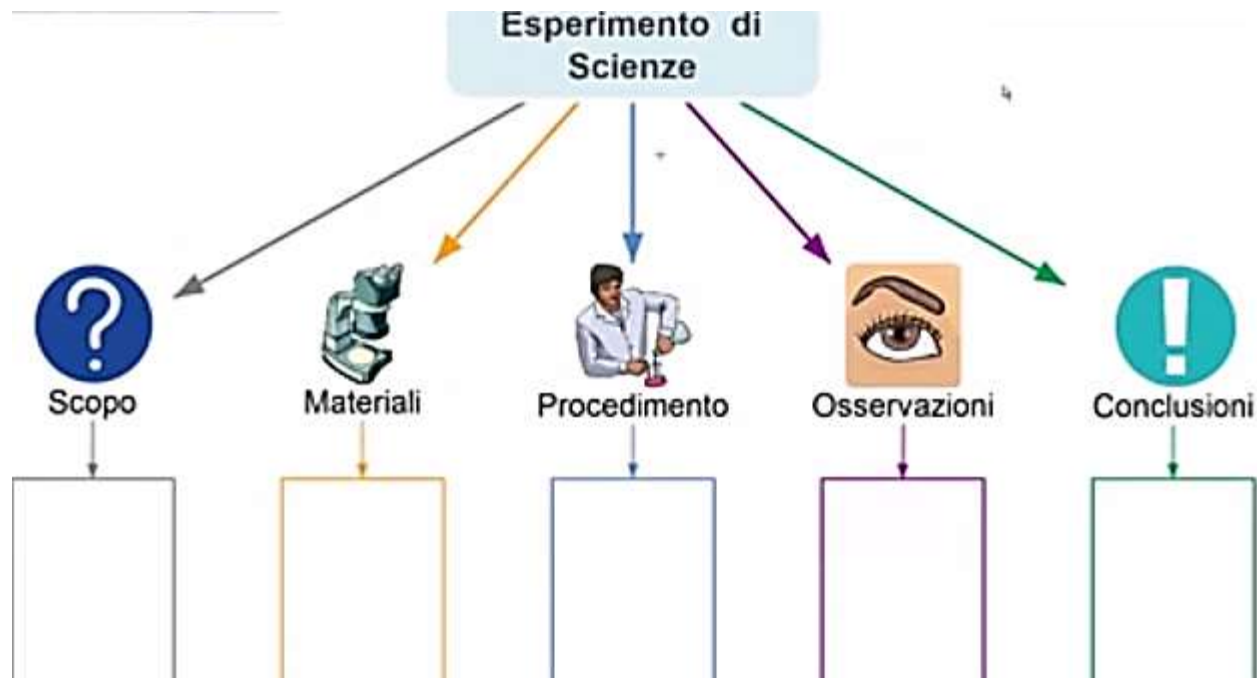 Esperimento di
Scienze
Scopo
Materiali
Procedimento
Osservazioni
Conclusioni